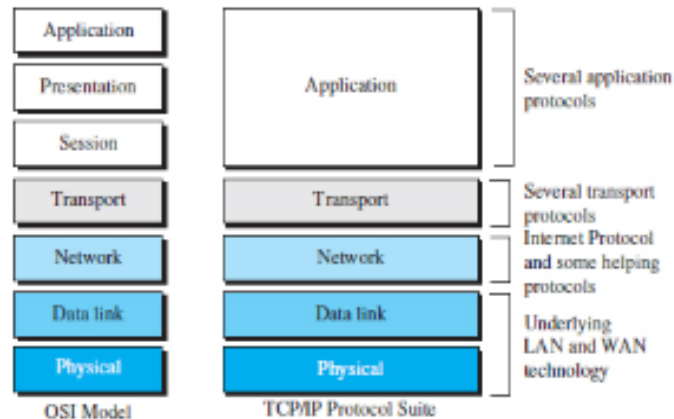 Application
Presentation
Session
Transport
Network
Data link
Physical
OSI Model
Application
Transport
Network
Data link
Physical
TCP/IP Protocol Suite
Several application
protocols
Several transport
protocols
Internet Protocol
and some helping
protocols
Underlying
LAN and WAN
technology